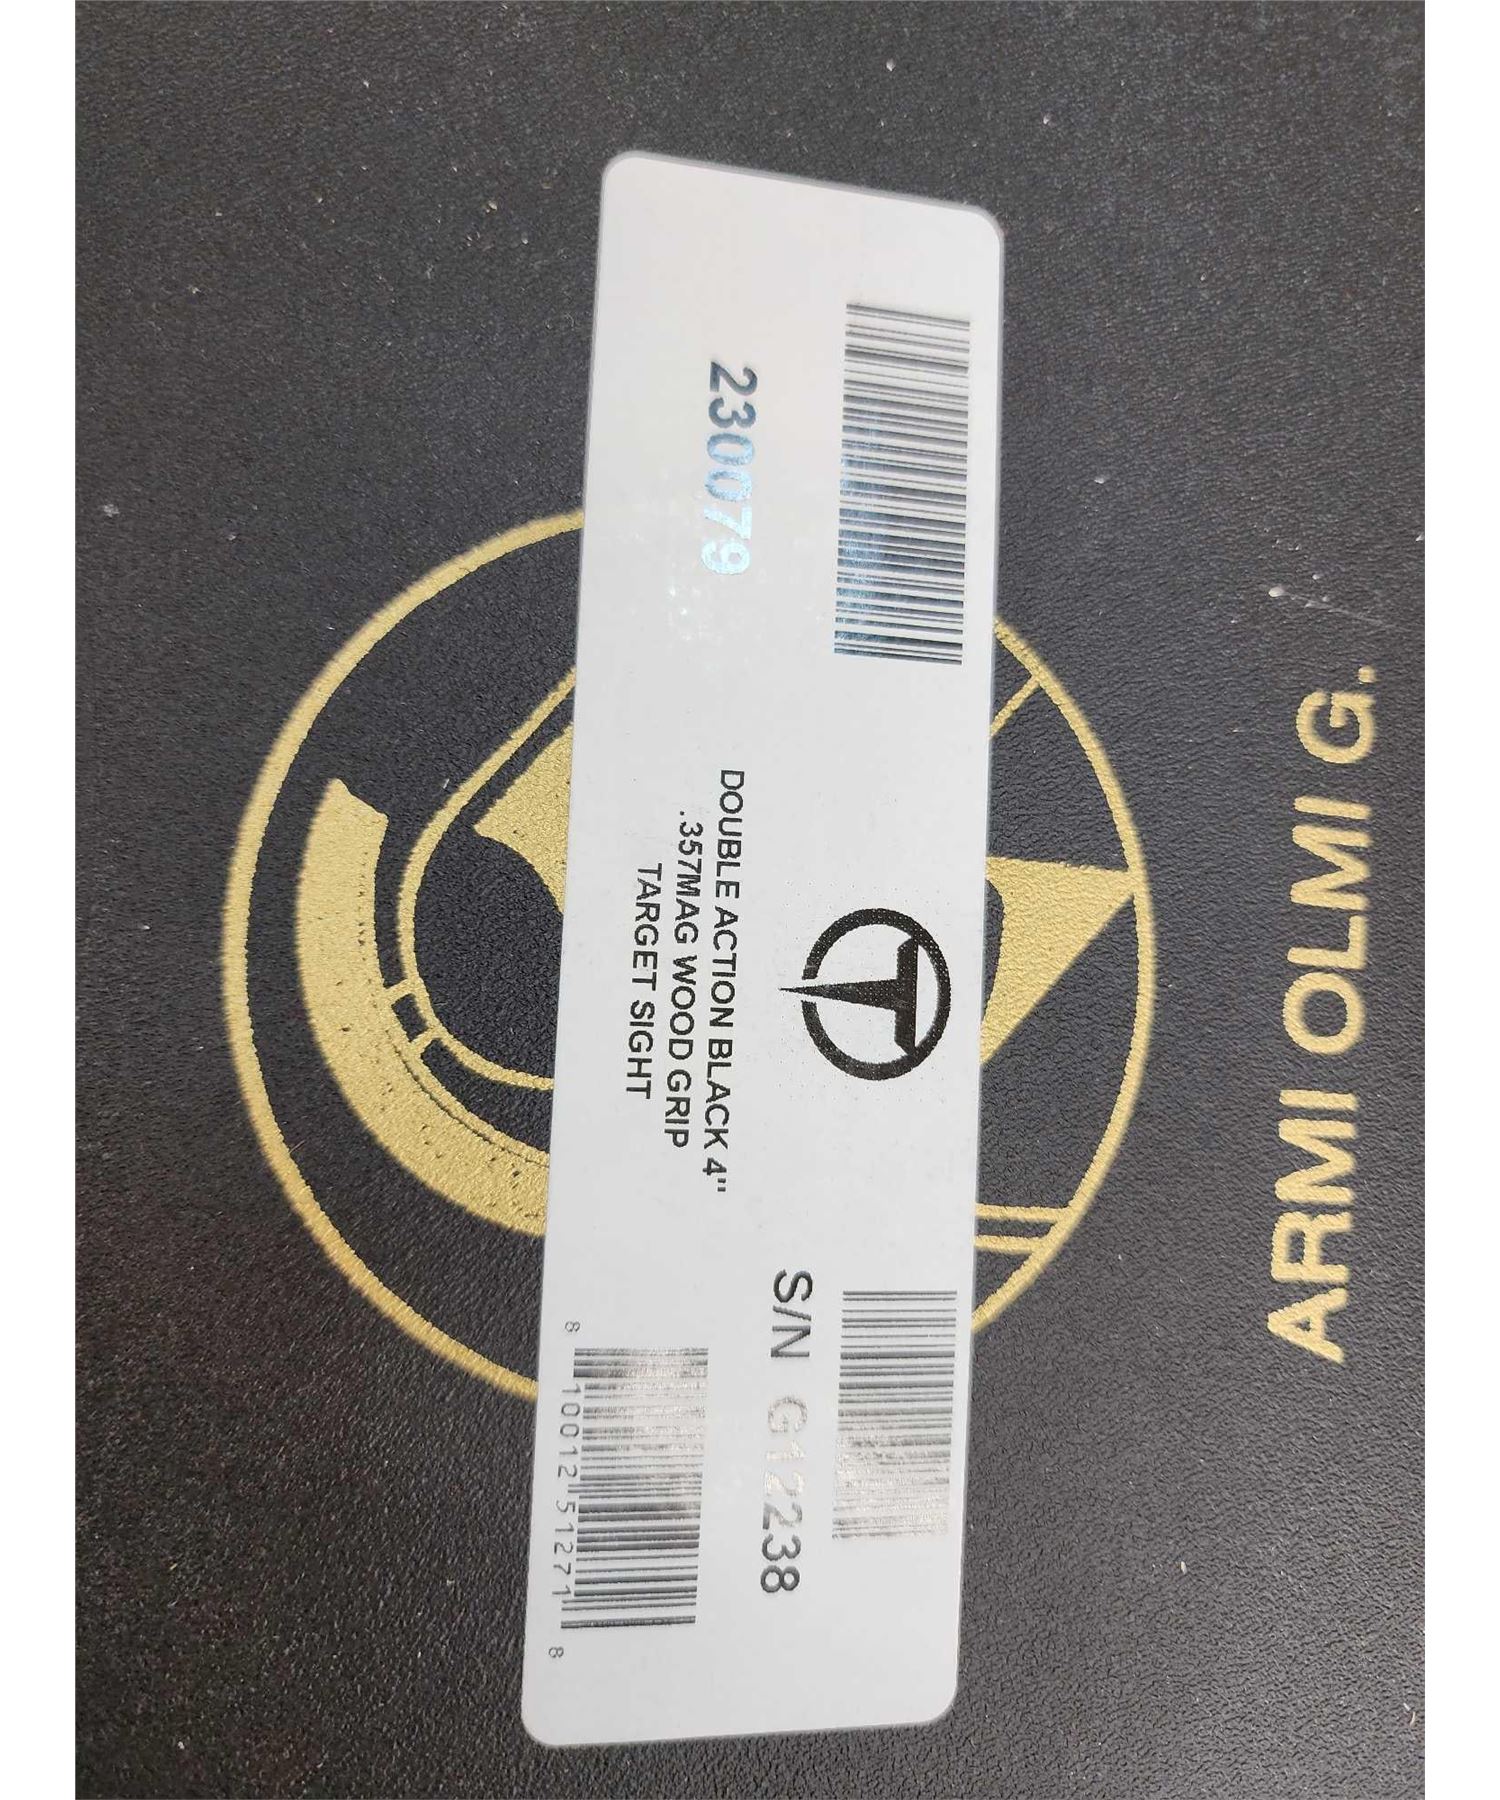 230079
DOUBLE ACTION BLACK 4"
.357MAG WOOD GRIP
TARGET SIGHT
S/N G12238
8 10012 51271 8
ARMI OLMI G.